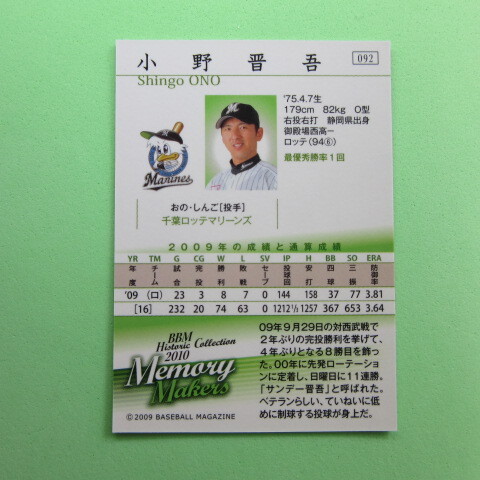 小野晋吾
092
Shingo ONO
'75.4.7生
179cm 82kg O型
右投右打 静岡県出身
御殿場西高－
ロッテ(94⑥)
最優秀勝率1回
MARINES
おの・しんご[投手]
千葉ロッテマリーンズ
2009年の成績と通算成績
YR TM G CG W L SV IP H BB SO ERA
年度 チーム 試合 完投 勝利 敗戦 セーブ 投球回 安打 四球 三振 防御率
'09 (ロ) 23 3 8 7 0 144 158 37 77 3.81
[16] 232 20 74 63 0 1212 1/3 1257 367 653 3.64
BBM
Historic Collection
2010
Memory
Makers
09年9月29日の対西武戦で
2年ぶりの完投勝利を挙げて、
4年ぶりとなる8勝目を飾っ
た。00年に先発ローテーション
に定着し、日曜日に11連勝。
「サンデー晋吾」と呼ばれた。
ベテランらしい、ていねいに低
めに制球する投球が身上だ。
©2009 BASEBALL MAGAZINE